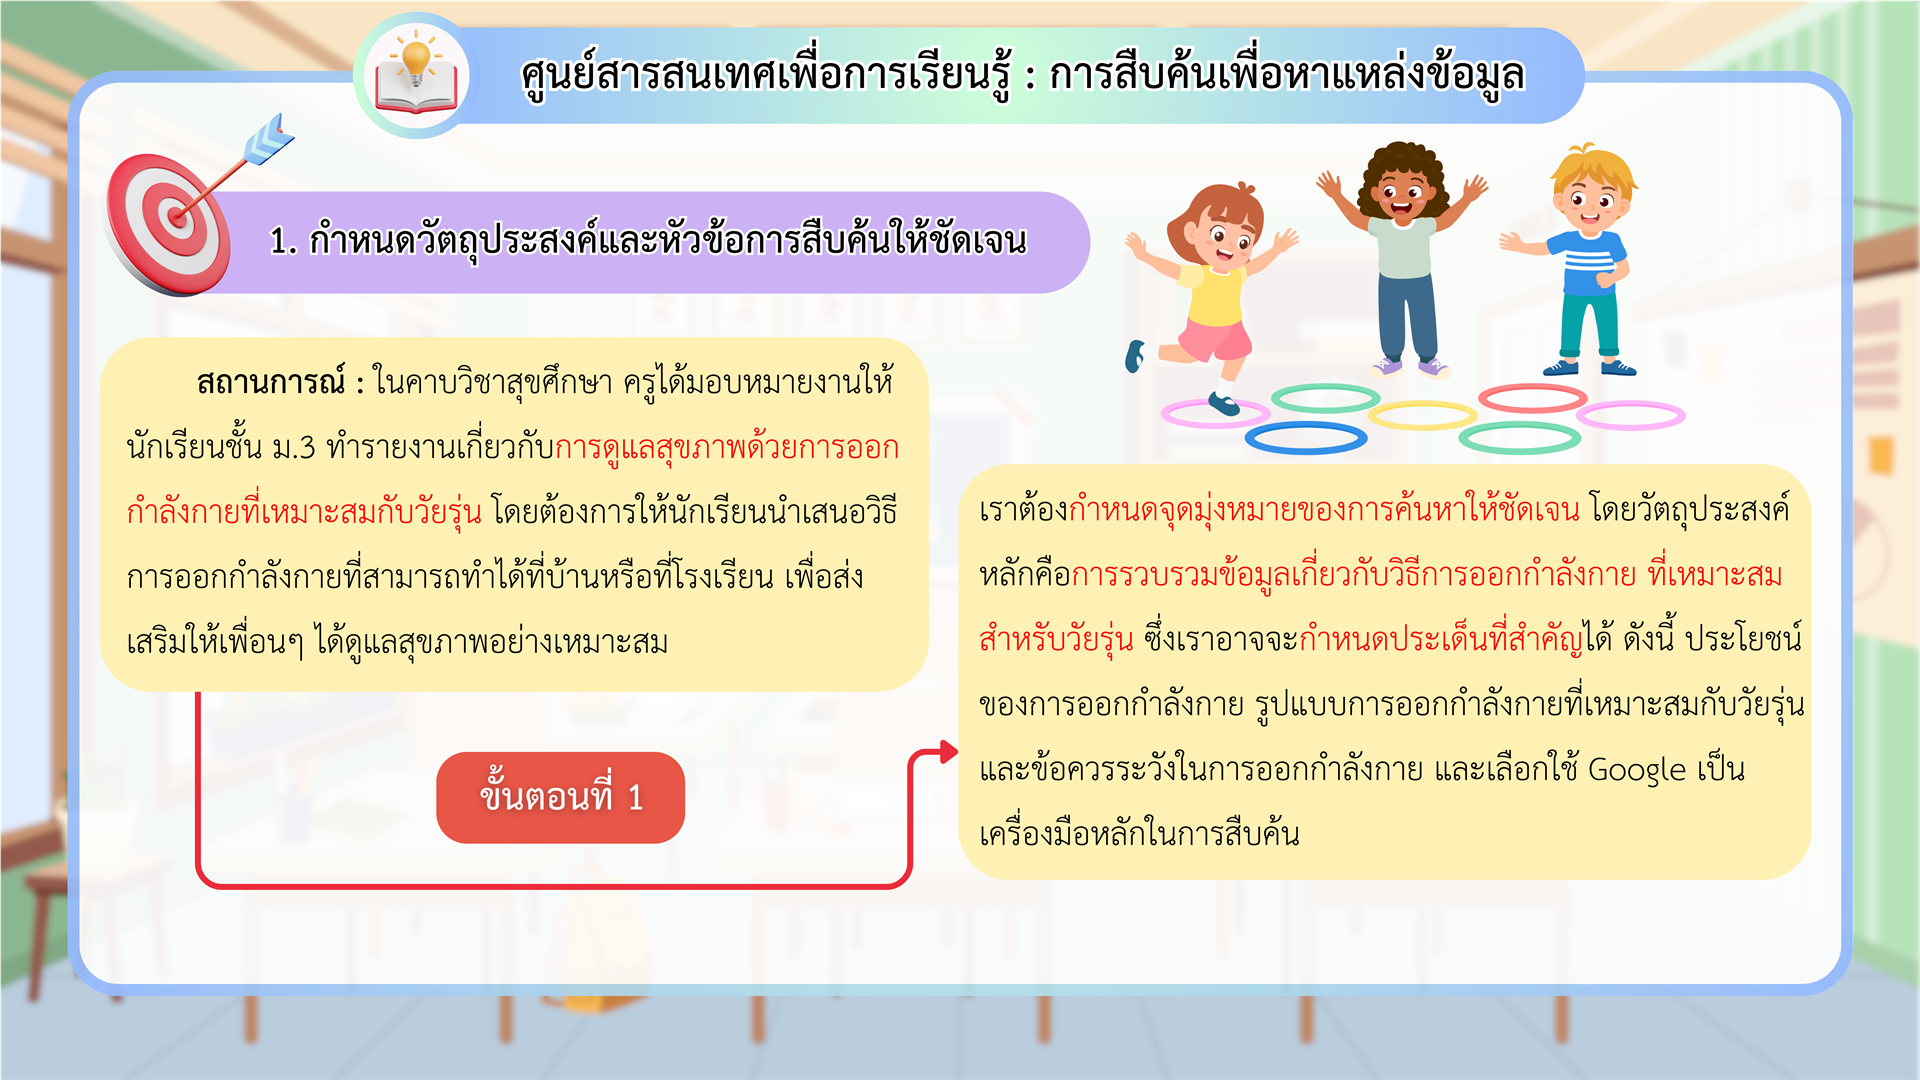 ศูนย์สารสนเทศเพื่อการเรียนรู้ : การสืบค้นเพื่อหาแหล่งข้อมูล
1. กำหนดวัตถุประสงค์และหัวข้อการสืบค้นให้ชัดเจน
สถานการณ์ : ในคาบวิชาสุขศึกษา ครูได้มอบหมายงานให้
นักเรียนชั้น ม.3 ทำรายงานเกี่ยวกับการดูแลสุขภาพด้วยการออก
กำลังกายที่เหมาะสมกับวัยรุ่น โดยต้องการให้นักเรียนนำเสนอวิธี
การออกกำลังกายที่สามารถทำได้ที่บ้านหรือที่โรงเรียน เพื่อส่ง
เสริมให้เพื่อนๆ ได้ดูแลสุขภาพอย่างเหมาะสม
ขั้นตอนที่ 1
เราต้องกำหนดจุดมุ่งหมายของการค้นหาให้ชัดเจน โดยวัตถุประสงค์
หลักคือการรวบรวมข้อมูลเกี่ยวกับวิธีการออกกำลังกาย ที่เหมาะสม
สำหรับวัยรุ่น ซึ่งเราอาจจะกำหนดประเด็นที่สำคัญได้ ดังนี้ ประโยชน์
ของการออกกำลังกาย รูปแบบการออกกำลังกายที่เหมาะสมกับวัยรุ่น
และข้อควรระวังในการออกกำลังกาย และเลือกใช้ Google เป็น
เครื่องมือหลักในการสืบค้น